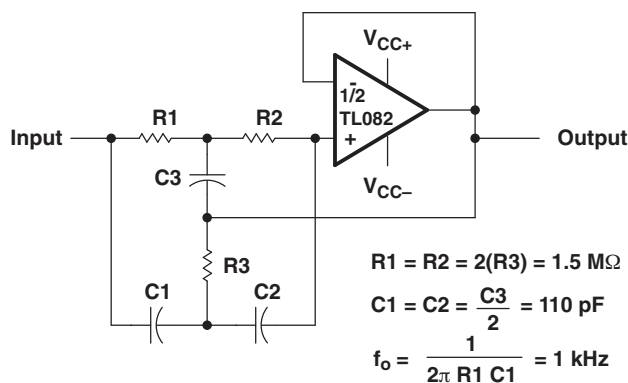 VCC+
-
1/2
TL082
+
VCC−
R1
R2
Input
Output
C3
R3
C1
C2
R1 = R2 = 2(R3) = 1.5 MΩ
C1 = C2 = C3/2 = 110 pF
fo = 1/2π R1 C1 = 1 kHz